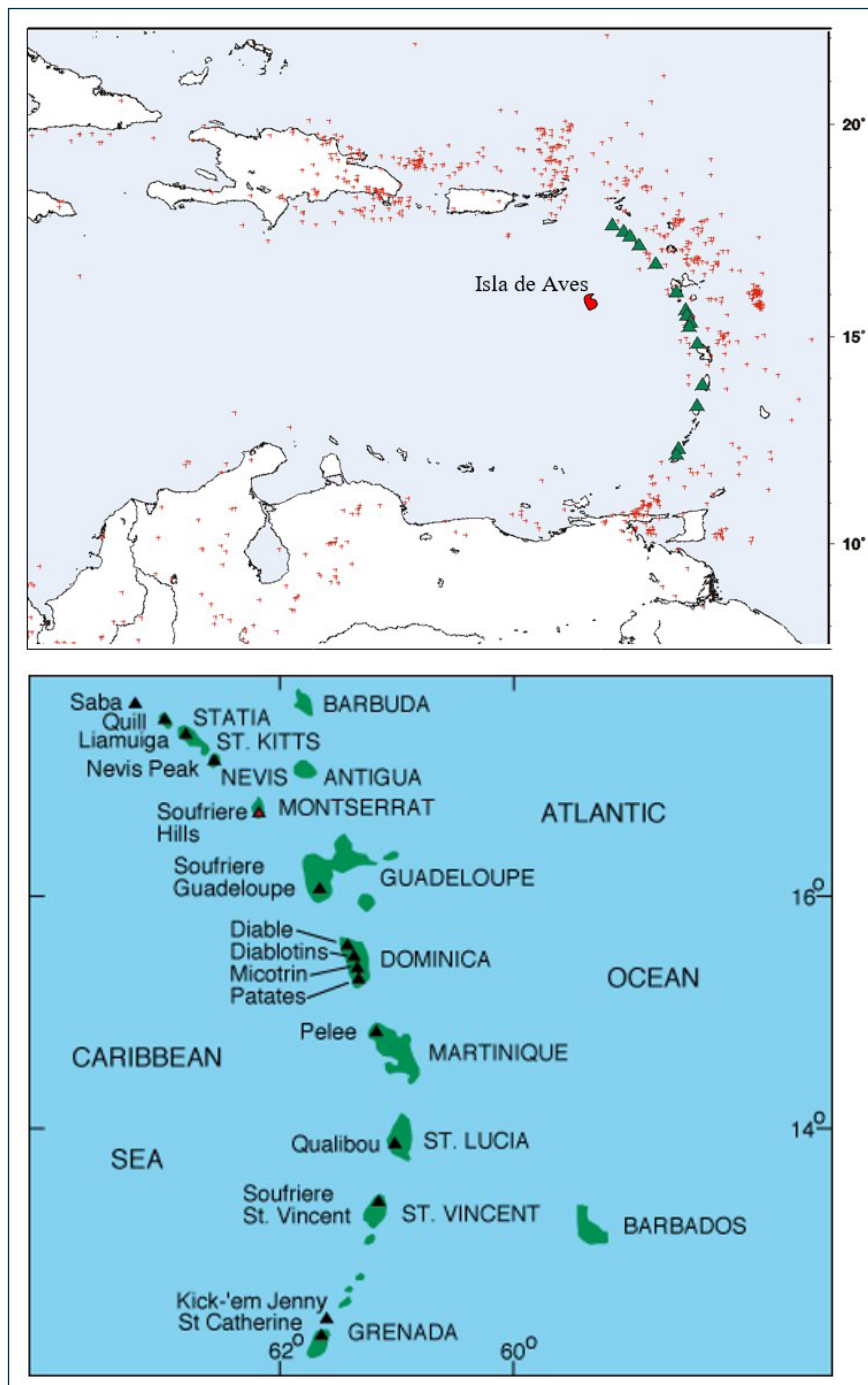 20°
Isla de Aves
15°
10°
Saba
Quill
Liamuiga
Nevis Peak
STATIA
ST. KITTS
NEVIS
BARBUDA
ANTIGUA
Soufriere
Hills
MONTSERRAT
ATLANTIC
Soufriere
Guadeloupe
GUADELOUPE
16°
Diable
Diablotins
Micotrin
Patates
DOMINICA
OCEAN
Pelee
MARTINIQUE
CARIBBEAN
14°
Qualibou
ST. LUCIA
SEA
Soufriere
St. Vincent
ST. VINCENT
BARBADOS
Kick-'em Jenny
St Catherine
GRENADA
62°
60°